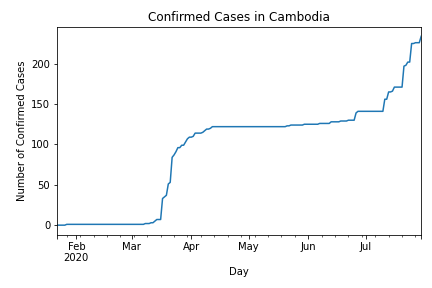 Confirmed Cases in Cambodia
Number of Confirmed Cases
200
150
100
50
0
Feb Mar Apr May Jun Jul
2020
Day